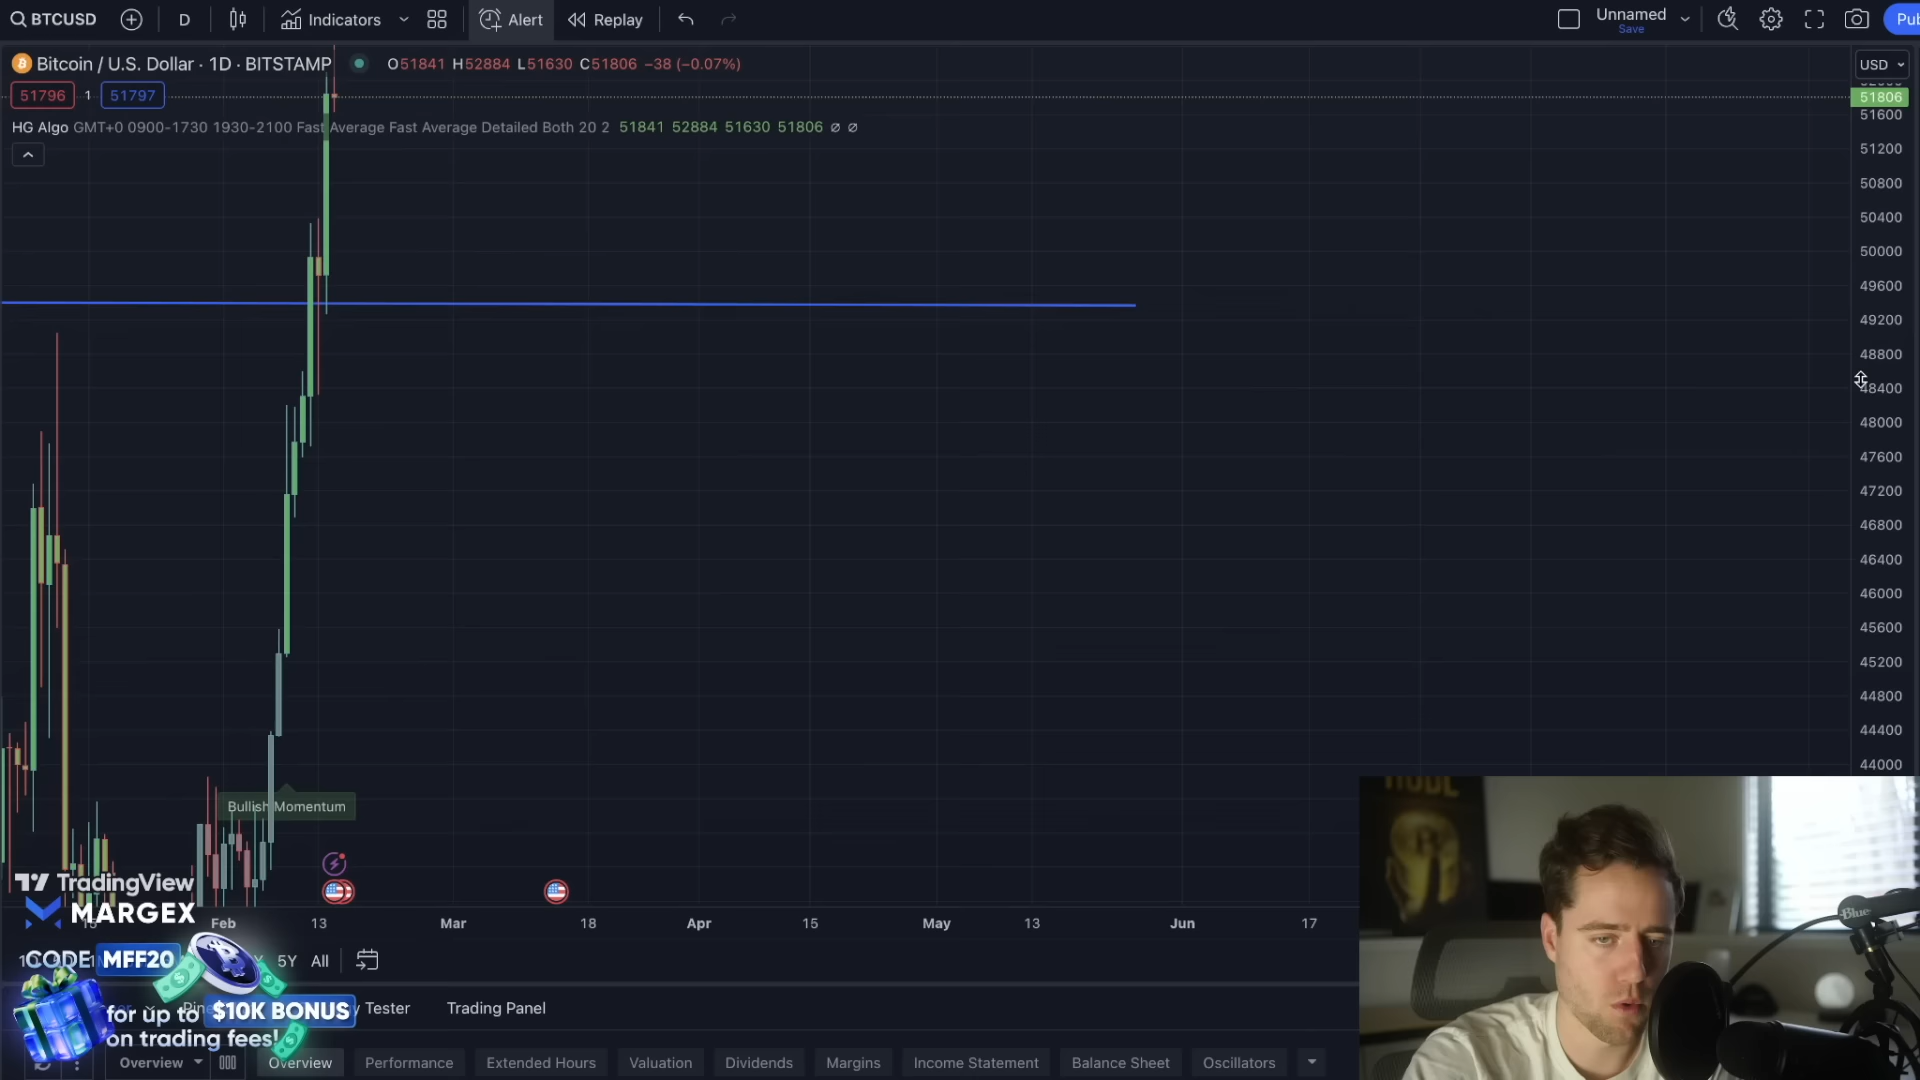 BTCUSD D Indicators Alert Replay Unnamed Save Pub
Bitcoin / U.S. Dollar · 1D · BITSTAMP O51841 H52884 L51630 C51806 −38 (−0.07%) USD
51796 1 51797
51806
HG Algo GMT+0 0900-1730 1930-2100 Fast Average Fast Average Detailed Both 20 2 51841 52884 51630 51806 ∅ ∅
51600
51200
50800
50400
50000
49600
49200
48800
48400
48000
47600
47200
46800
46400
46000
45600
45200
44800
44400
44000
Bullish Momentum
TradingView
MARGEX
Feb 13 Mar 18 Apr 15 May 13 Jun 17
CODE MFF20
5Y All
for up to $10K BONUS
on trading fees!
Tester Trading Panel
Overview Overview Performance Extended Hours Valuation Dividends Margins Income Statement Balance Sheet Oscillators
Blue